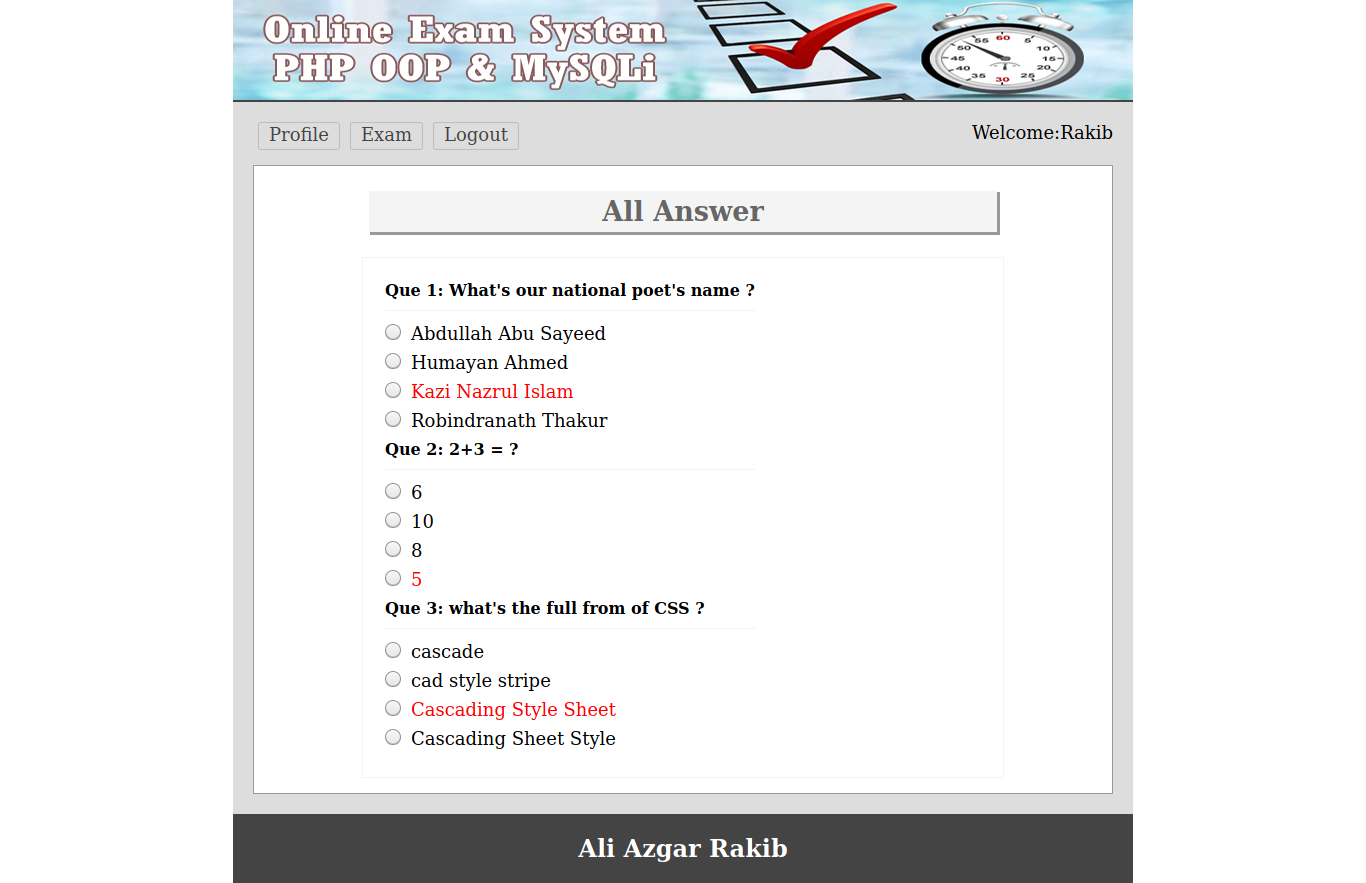 Online Exam System
PHP OOP & MySQLi
60
5
10
15
20
25
30
35
40
45
50
55
Profile Exam Logout Welcome:Rakib
All Answer
Que 1: What's our national poet's name ?
Abdullah Abu Sayeed
Humayan Ahmed
Kazi Nazrul Islam
Robindranath Thakur
Que 2: 2+3 = ?
6
10
8
5
Que 3: what's the full from of CSS ?
cascade
cad style stripe
Cascading Style Sheet
Cascading Sheet Style
Ali Azgar Rakib